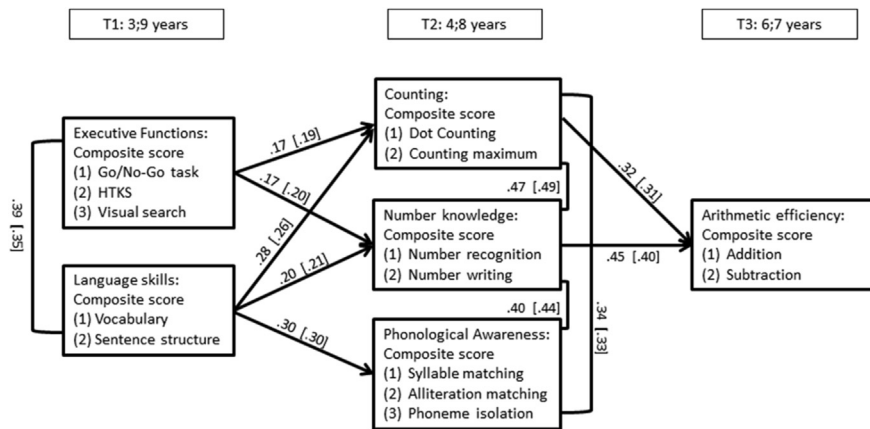 T1: 3;9 years
T2: 4;8 years
T3: 6;7 years
Executive Functions:
Composite score
(1) Go/No-Go task
(2) HTKS
(3) Visual search
Language skills:
Composite score
(1) Vocabulary
(2) Sentence structure
.39 [.35]
.17 [.19]
.17 [.20]
.28 [.26]
.20 [.21]
.30 [.30]
Counting:
Composite score
(1) Dot Counting
(2) Counting maximum
.47 [.49]
Number knowledge:
Composite score
(1) Number recognition
(2) Number writing
.40 [.44]
Phonological Awareness:
Composite score
(1) Syllable matching
(2) Alliteration matching
(3) Phoneme isolation
.34 [.33]
.32 [.31]
.45 [.40]
Arithmetic efficiency:
Composite score
(1) Addition
(2) Subtraction